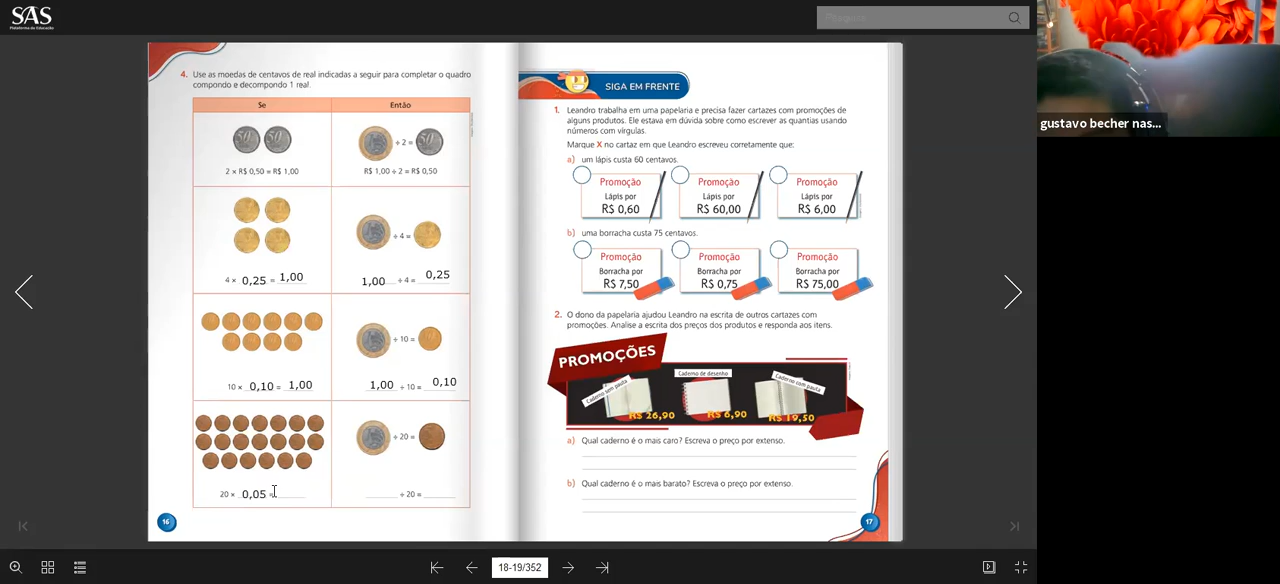 SAS
Plataforma de Educação
gustavo becher nas...
4. Use as moedas de centavos de real indicadas a seguir para completar o quadro
compondo e decompondo 1 real.
Se
Então
÷ 2 =
2 × R$ 0,50 = R$ 1,00
R$ 1,00 ÷ 2 = R$ 0,50
÷ 4 =
4 × 0,25 = 1,00
1,00 ÷ 4 = 0,25
÷ 10 =
10 × 0,10 = 1,00
1,00 ÷ 10 = 0,10
÷ 20 =
20 × 0,05 =
÷ 20 =
16
SIGA EM FRENTE
1. Leandro trabalha em uma papelaria e precisa fazer cartazes com promoções de
alguns produtos. Ele estava em dúvida sobre como escrever as quantias usando
números com vírgulas.
Marque X no cartaz em que Leandro escreveu corretamente que:
a) um lápis custa 60 centavos.
Promoção
Lápis por
R$ 0,60
Promoção
Lápis por
R$ 60,00
Promoção
Lápis por
R$ 6,00
b) uma borracha custa 75 centavos.
Promoção
Borracha por
R$ 7,50
Promoção
Borracha por
R$ 0,75
Promoção
Borracha por
R$ 75,00
2. O dono da papelaria ajudou Leandro na escrita de outros cartazes com
promoções. Analise a escrita dos preços dos produtos e responda aos itens.
PROMOÇÕES
Caderno sem pauta
R$ 26,90
Caderno de desenho
R$ 6,90
Caderno com pauta
R$ 19,50
a) Qual caderno é o mais caro? Escreva o preço por extenso.
b) Qual caderno é o mais barato? Escreva o preço por extenso.
17
18-19/352